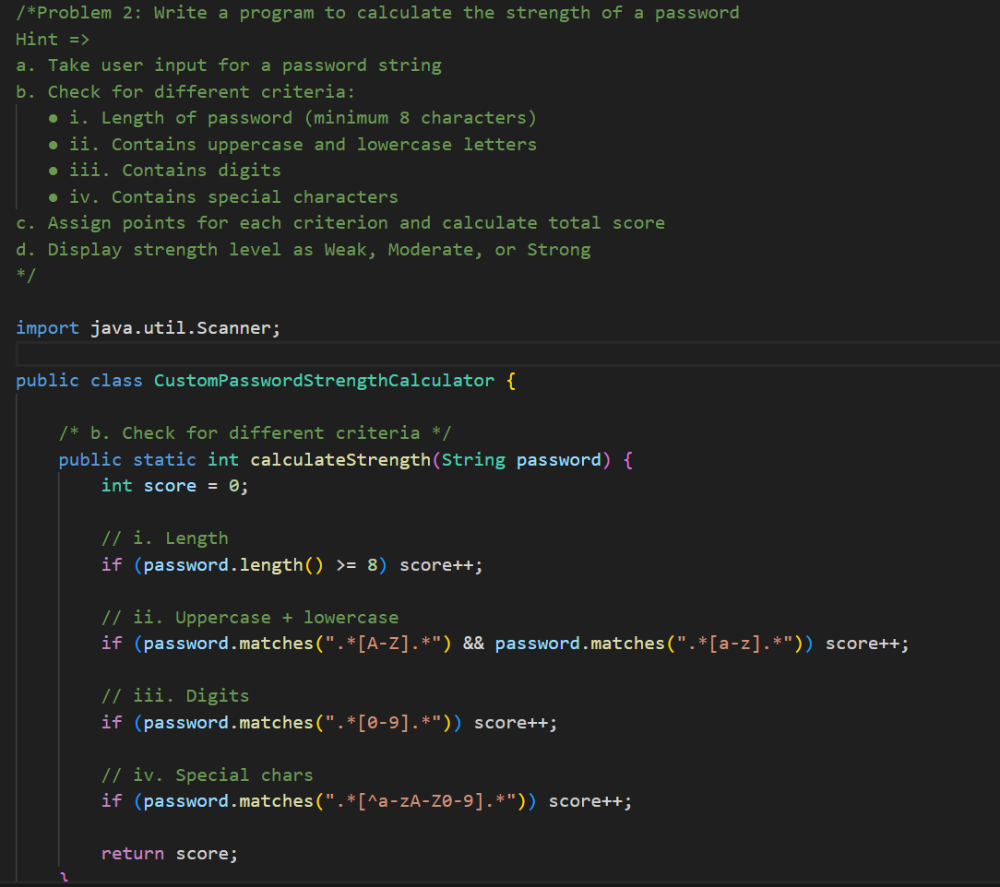 /*Problem 2: Write a program to calculate the strength of a password
Hint =>
a. Take user input for a password string
b. Check for different criteria:
● i. Length of password (minimum 8 characters)
● ii. Contains uppercase and lowercase letters
● iii. Contains digits
● iv. Contains special characters
c. Assign points for each criterion and calculate total score
d. Display strength level as Weak, Moderate, or Strong
*/
import java.util.Scanner;
public class CustomPasswordStrengthCalculator {
/* b. Check for different criteria */
public static int calculateStrength(String password) {
int score = 0;
// i. Length
if (password.length() >= 8) score++;
// ii. Uppercase + lowercase
if (password.matches(".*[A-Z].*") && password.matches(".*[a-z].*")) score++;
// iii. Digits
if (password.matches(".*[0-9].*")) score++;
// iv. Special chars
if (password.matches(".*[^a-zA-Z0-9].*")) score++;
return score;
}